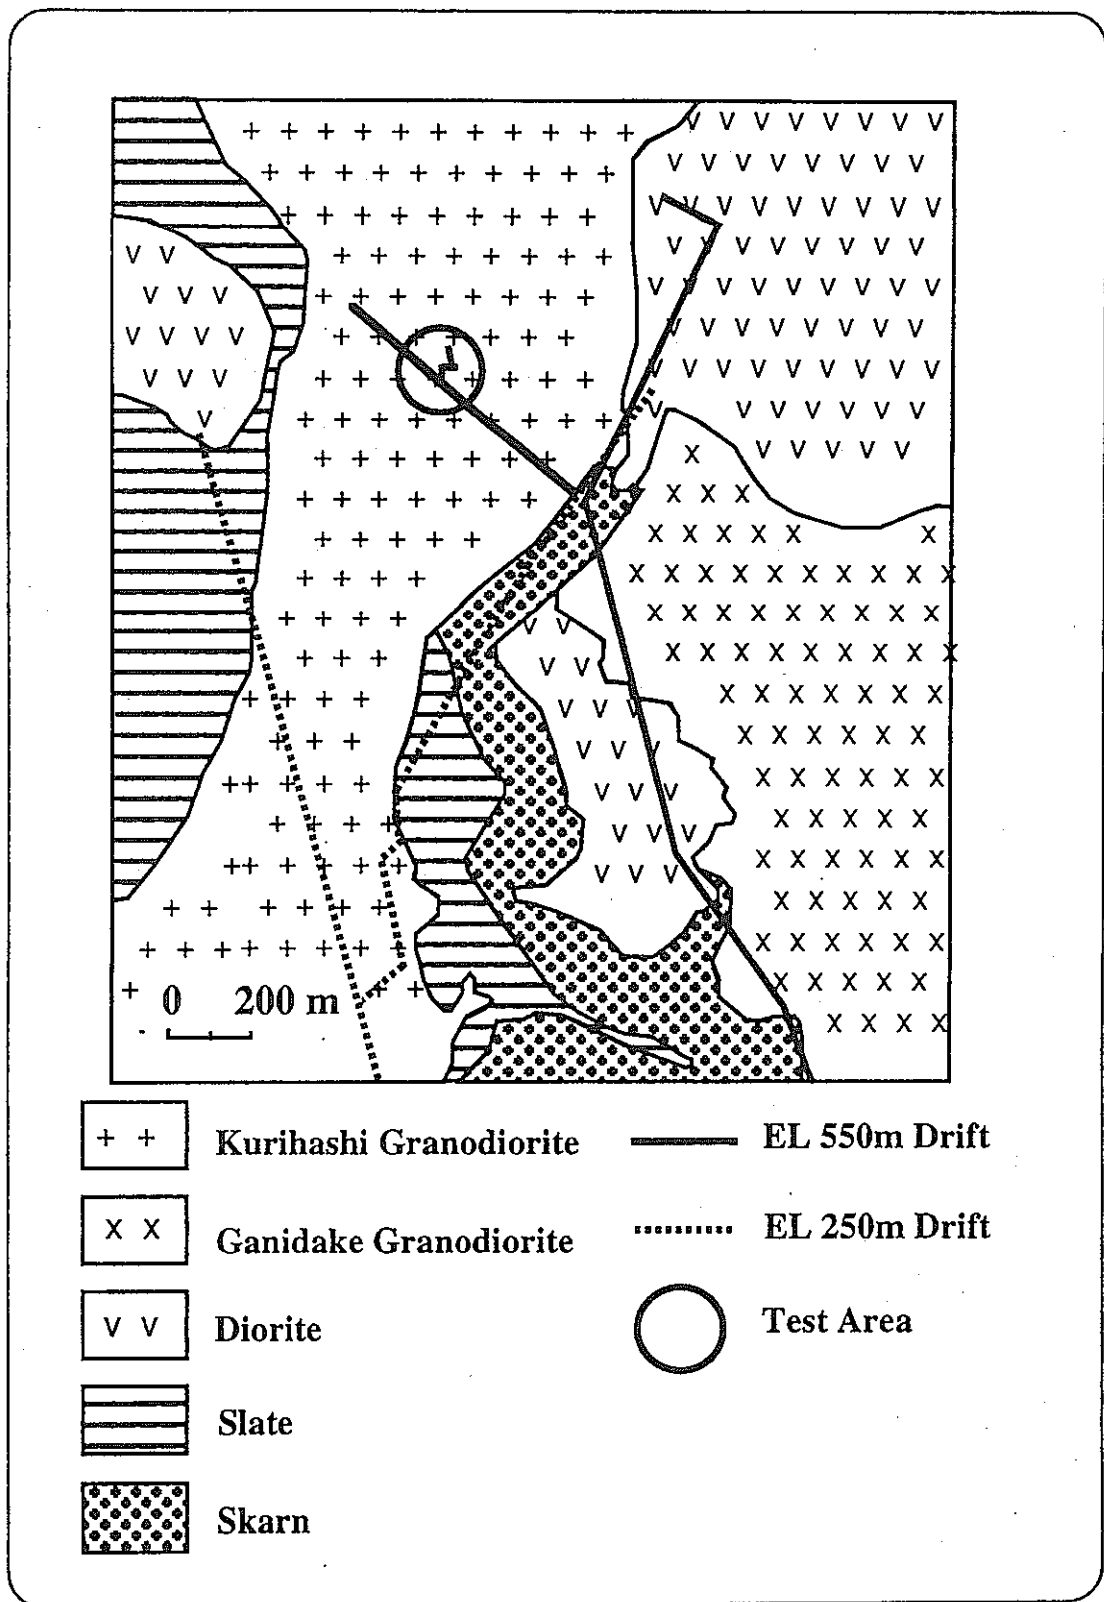 0 200 m
Kurihashi Granodiorite
Ganidake Granodiorite
Diorite
Slate
Skarn
EL 550m Drift
EL 250m Drift
Test Area